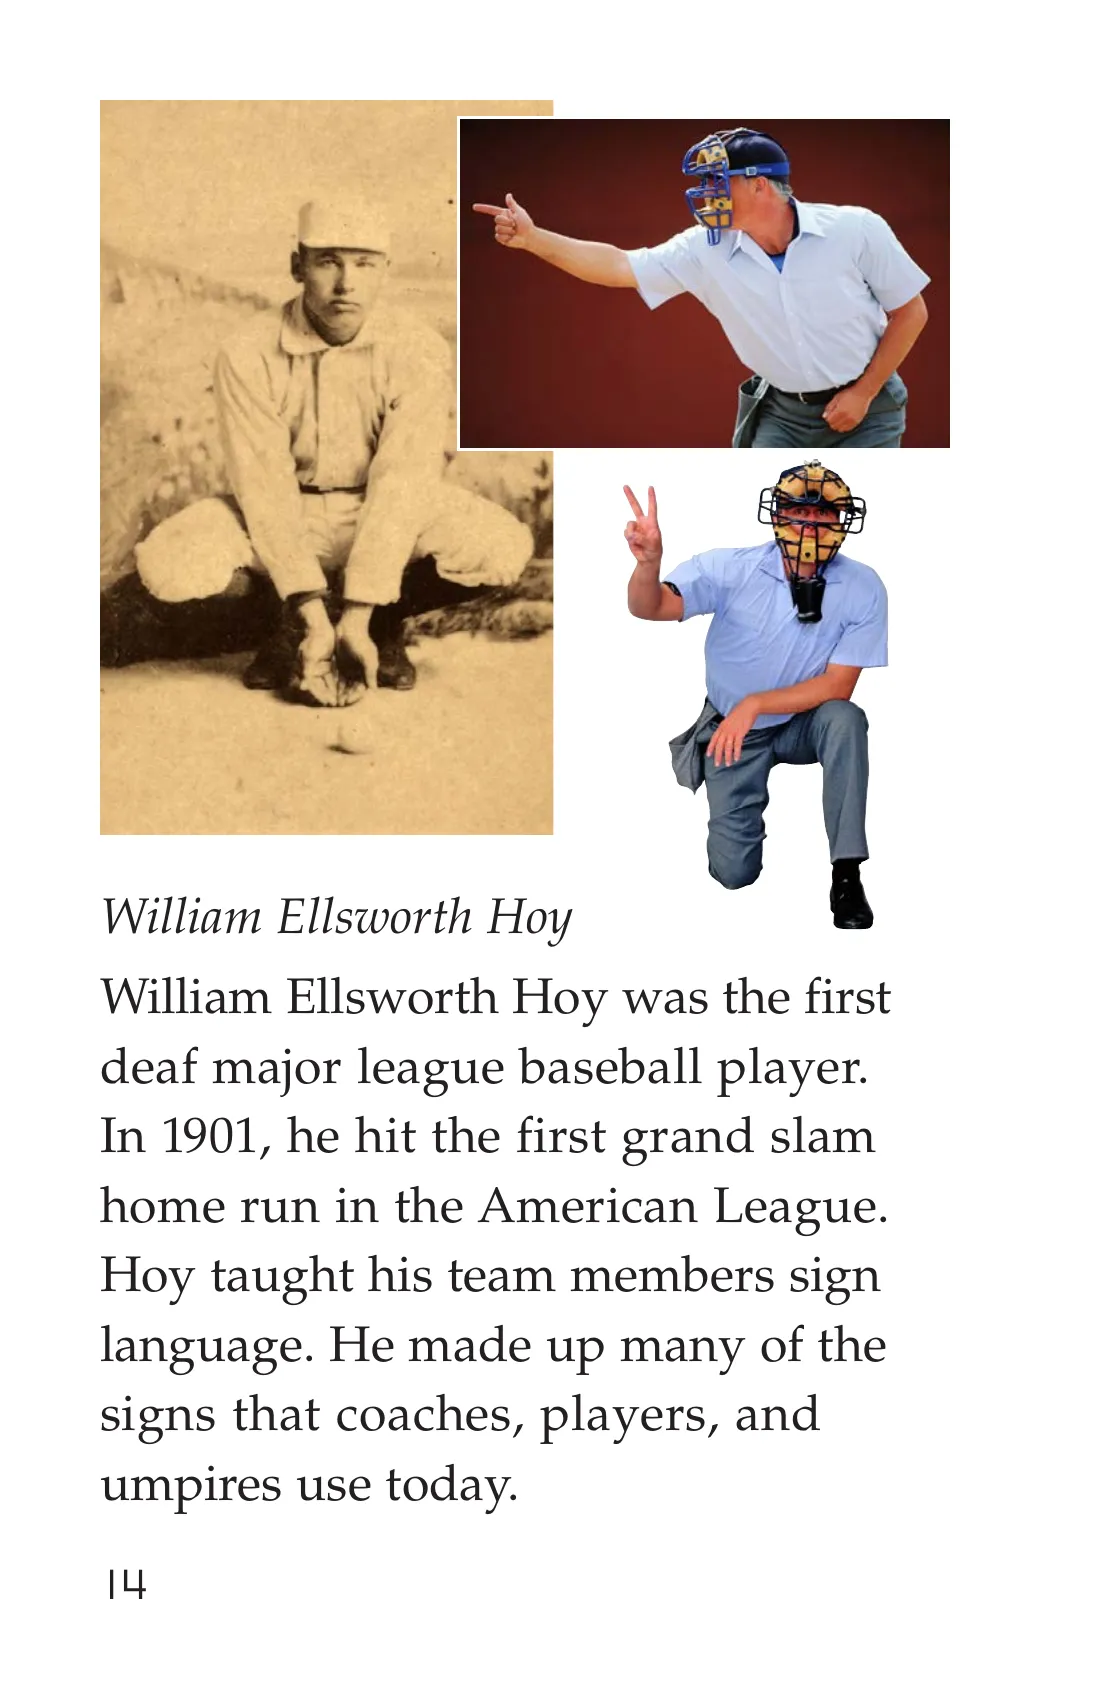 William Ellsworth Hoy
William Ellsworth Hoy was the first
deaf major league baseball player.
In 1901, he hit the first grand slam
home run in the American League.
Hoy taught his team members sign
language. He made up many of the
signs that coaches, players, and
umpires use today.
14